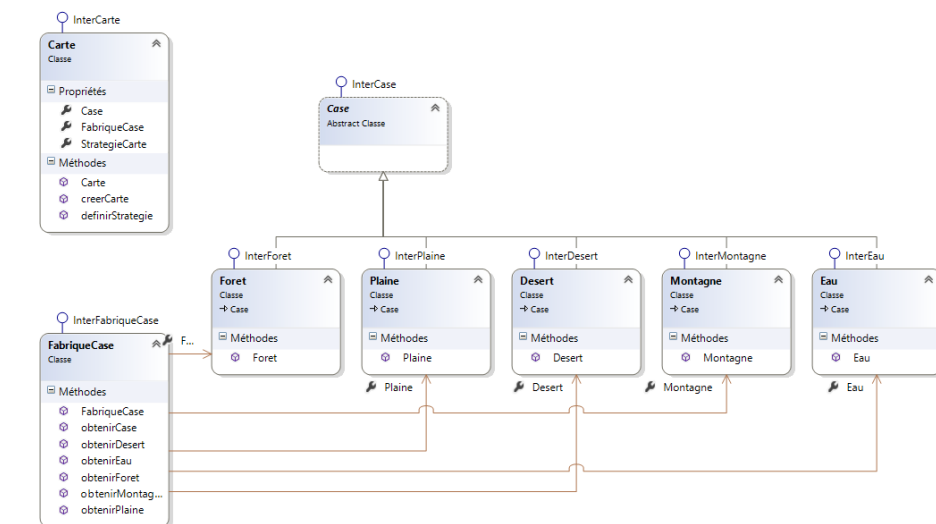 InterCarte
Carte
Classe
Propriétés
Case
FabriqueCase
StrategieCarte
Méthodes
Carte
creerCarte
definirStrategie
InterCase
Case
Abstract Classe
InterForet
Foret
Classe
Case
Méthodes
Foret
InterPlaine
Plaine
Classe
Case
Méthodes
Plaine
Plaine
InterDesert
Desert
Classe
Case
Méthodes
Desert
Desert
InterMontagne
Montagne
Classe
Case
Méthodes
Montagne
Montagne
InterEau
Eau
Classe
Case
Méthodes
Eau
Eau
InterFabriqueCase
F...
FabriqueCase
Classe
Méthodes
FabriqueCase
obtenirCase
obtenirDesert
obtenirEau
obtenirForet
obtenirMontag...
obtenirPlaine